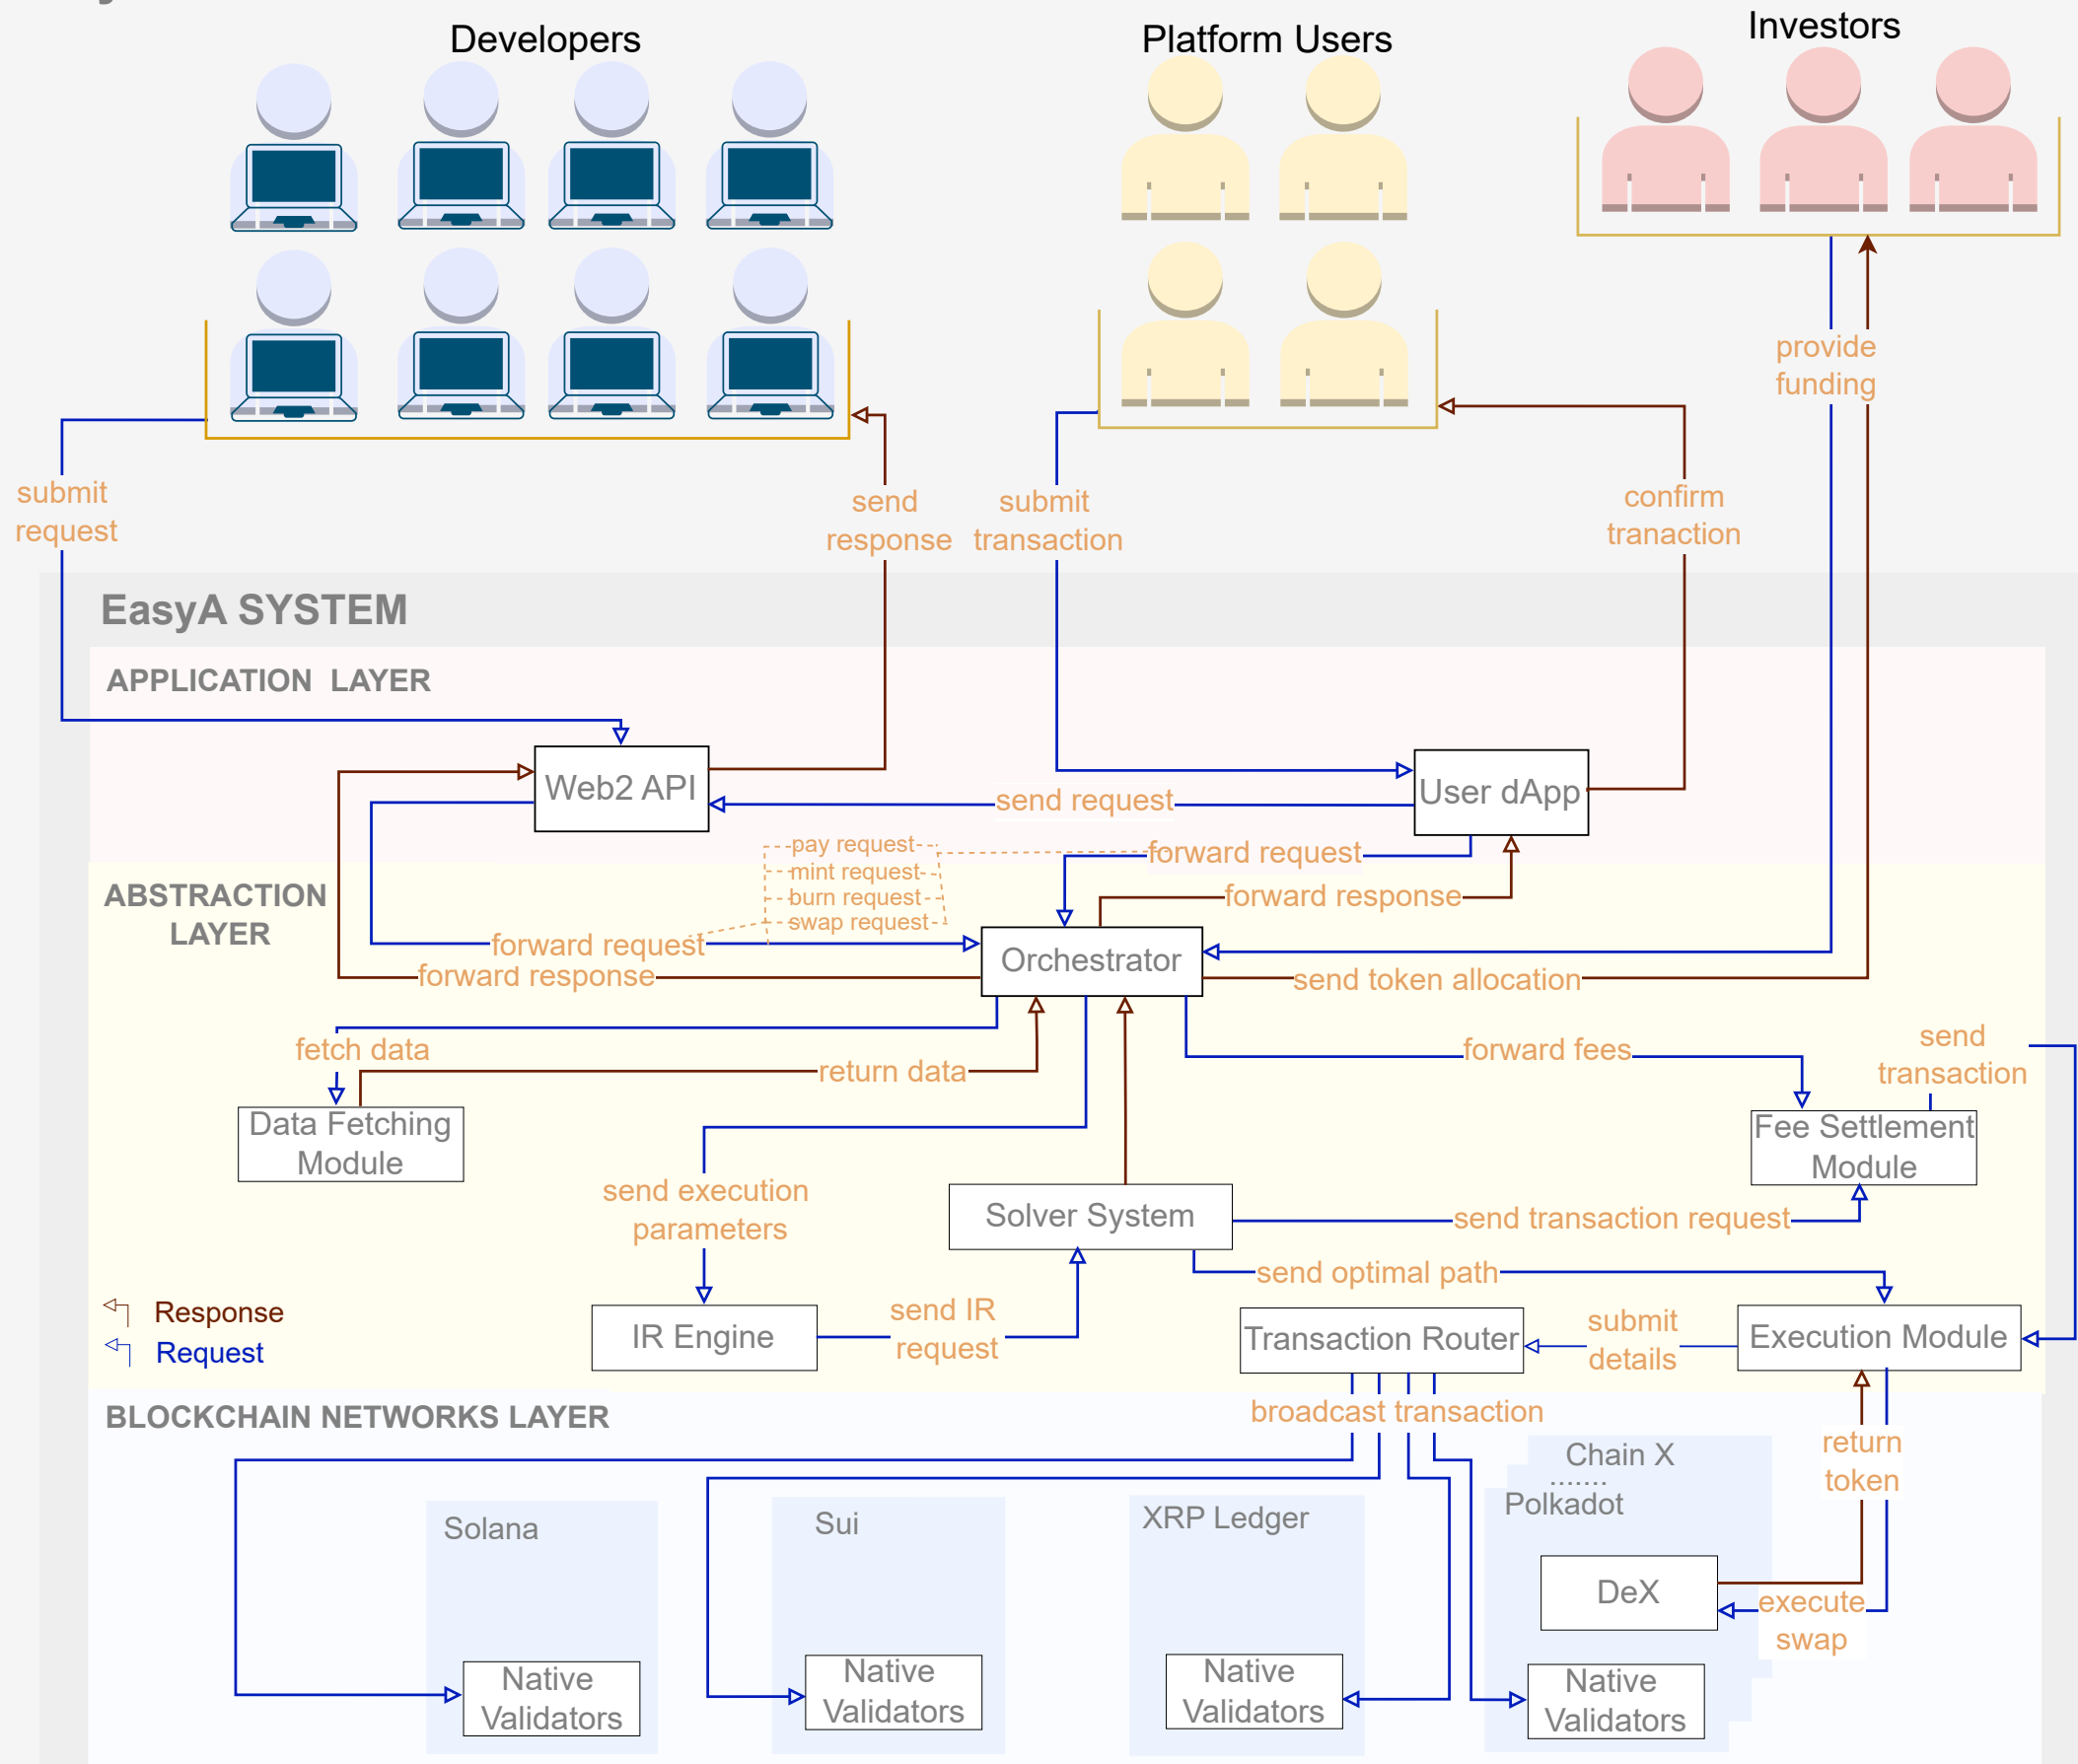 Developers
Platform Users
Investors
provide
funding
submit
request
send
response
submit
transaction
confirm
tranaction
EasyA SYSTEM
APPLICATION LAYER
Web2 API
User dApp
send request
pay request
mint request
burn request
swap request
forward request
forward response
ABSTRACTION
LAYER
forward request
forward response
Orchestrator
send token allocation
fetch data
return data
forward fees
send
transaction
Data Fetching
Module
Fee Settlement
Module
send execution
parameters
Solver System
send transaction request
send optimal path
Response
Request
IR Engine
send IR
request
Transaction Router
submit
details
Execution Module
BLOCKCHAIN NETWORKS LAYER
broadcast transaction
return
token
Chain X
.......
Polkadot
Solana
Sui
XRP Ledger
DeX
execute
swap
Native
Validators
Native
Validators
Native
Validators
Native
Validators